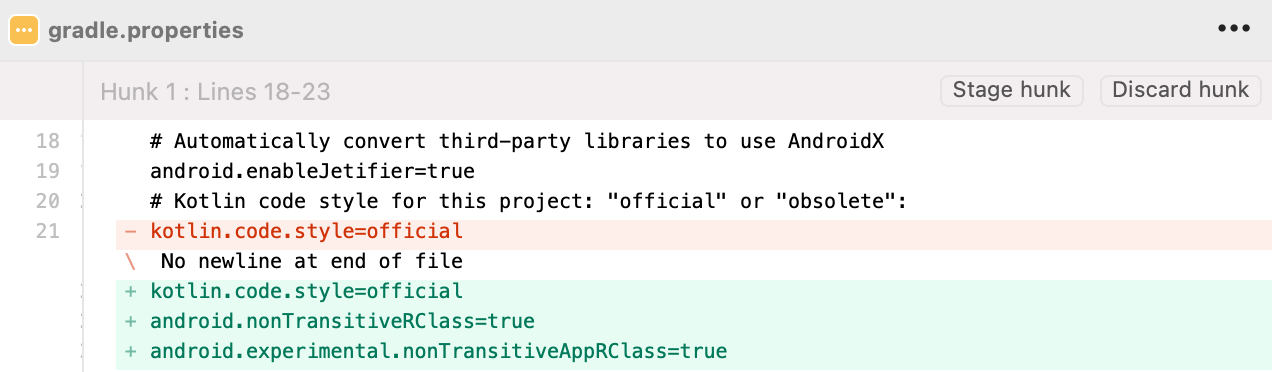 gradle.properties
Hunk 1 : Lines 18-23
Stage hunk
Discard hunk
18 # Automatically convert third-party libraries to use AndroidX
19 android.enableJetifier=true
20 # Kotlin code style for this project: "official" or "obsolete":
21 - kotlin.code.style=official
\ No newline at end of file
+ kotlin.code.style=official
+ android.nonTransitiveRClass=true
+ android.experimental.nonTransitiveAppRClass=true